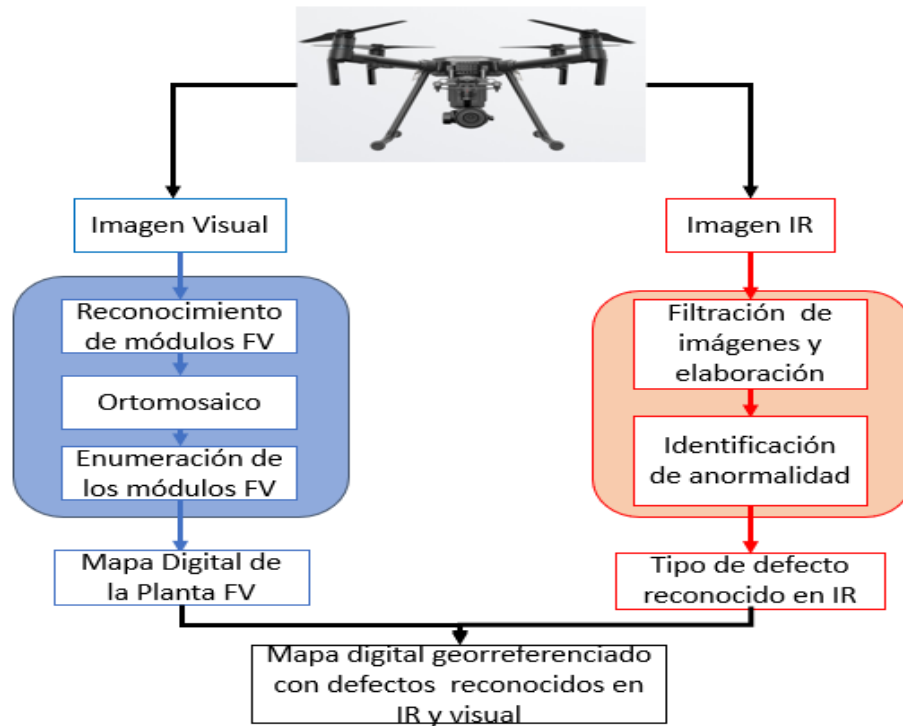 Imagen Visual
Reconocimiento
de módulos FV
Ortomosaico
Enumeración de
los módulos FV
Mapa Digital de
la Planta FV
Imagen IR
Filtración de
imágenes y
elaboración
Identificación
de anormalidad
Tipo de defecto
reconocido en IR
Mapa digital georreferenciado
con defectos reconocidos en
IR y visual